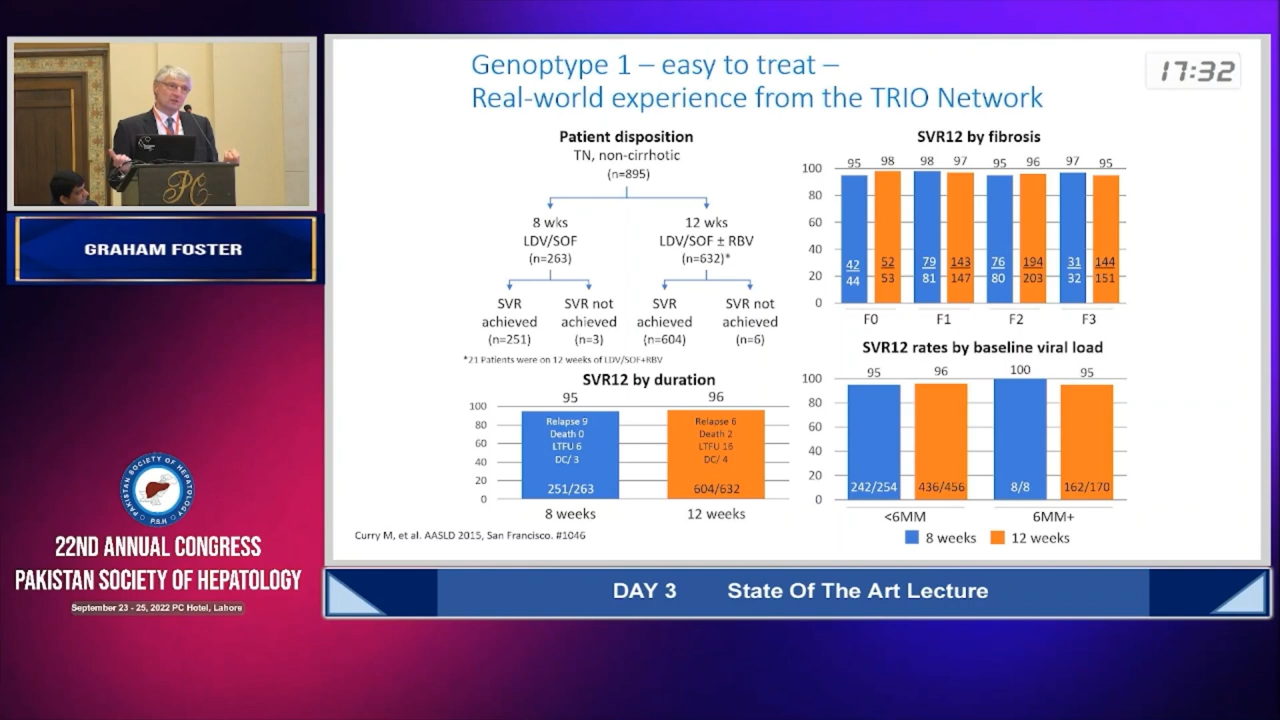 Genoptype 1 – easy to treat –
Real-world experience from the TRIO Network
17:32
Patient disposition
TN, non-cirrhotic
(n=895)
8 wks
LDV/SOF
(n=263)
12 wks
LDV/SOF ± RBV
(n=632)*
SVR
achieved
(n=251)
SVR not
achieved
(n=3)
SVR
achieved
(n=604)
SVR not
achieved
(n=6)
*21 Patients were on 12 weeks of LDV/SOF+RBV
SVR12 by duration
95 96
100
80
60
40
20
0
Relapse 9
Death 0
LTFU 6
DC/ 3
251/263
Relapse 6
Death 2
LTFU 16
DC/ 4
604/632
8 weeks 12 weeks
Curry M, et al. AASLD 2015, San Francisco. #1046
SVR12 by fibrosis
95 98 98 97 95 96 97 95
100
80
60
40
20
0
42 52 79 143 76 194 31 144
44 53 81 147 80 203 32 151
F0 F1 F2 F3
SVR12 rates by baseline viral load
95 96 100 95
100
80
60
40
20
0
242/254 436/456 8/8 162/170
<6MM 6MM+
8 weeks 12 weeks
PC
GRAHAM FOSTER
PAKISTAN SOCIETY OF HEPATOLOGY
P.S.H
22ND ANNUAL CONGRESS
PAKISTAN SOCIETY OF HEPATOLOGY
September 23 - 25, 2022 PC Hotel, Lahore
DAY 3 State Of The Art Lecture